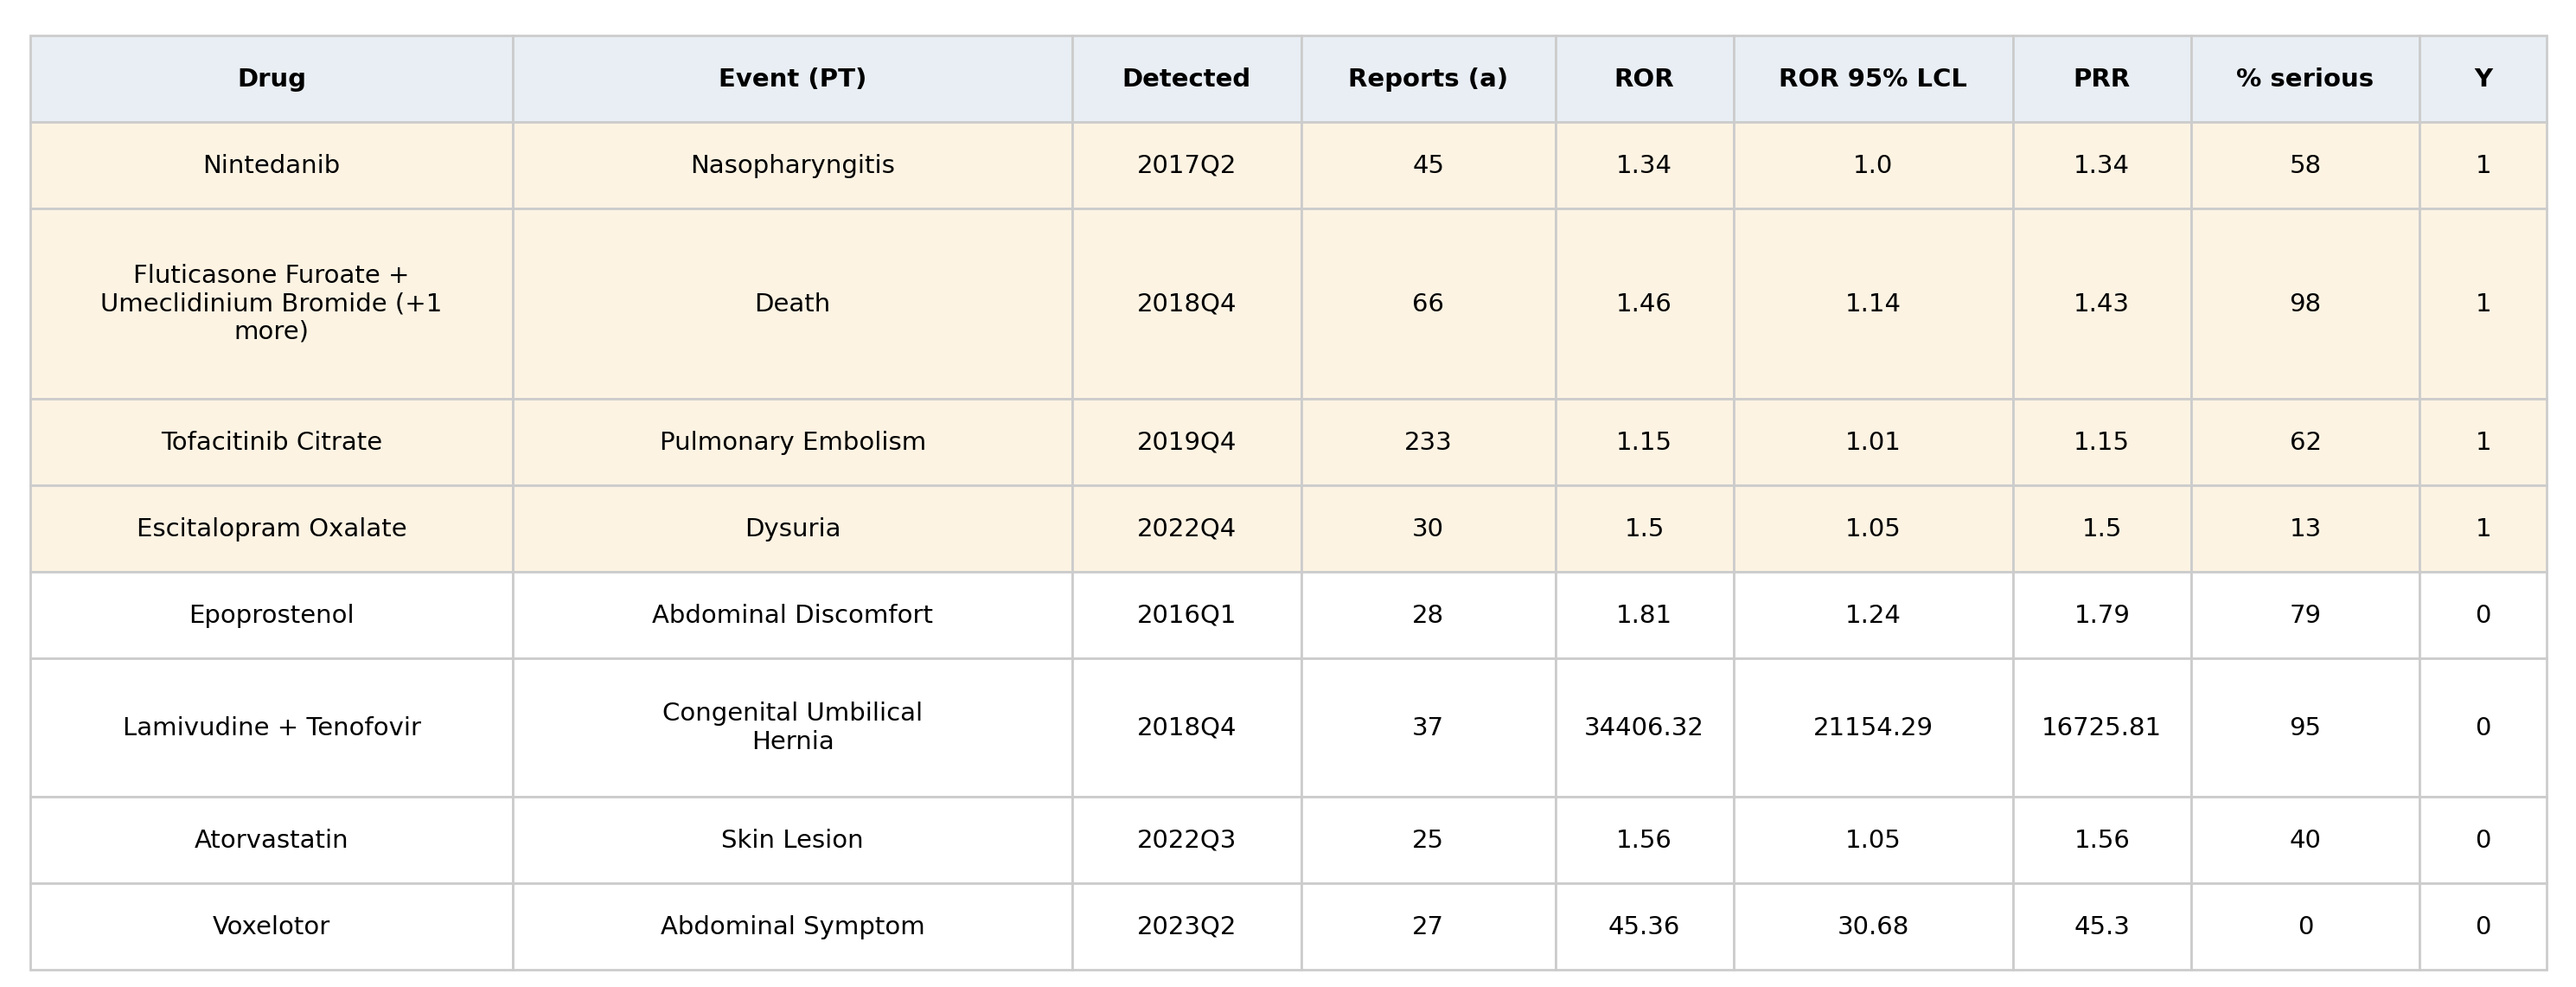 Drug Event (PT) Detected Reports (a) ROR ROR 95% LCL PRR % serious Y
Nintedanib Nasopharyngitis 2017Q2 45 1.34 1.0 1.34 58 1
Fluticasone Furoate +
Umeclidinium Bromide (+1
more)
Death 2018Q4 66 1.46 1.14 1.43 98 1
Tofacitinib Citrate Pulmonary Embolism 2019Q4 233 1.15 1.01 1.15 62 1
Escitalopram Oxalate Dysuria 2022Q4 30 1.5 1.05 1.5 13 1
Epoprostenol Abdominal Discomfort 2016Q1 28 1.81 1.24 1.79 79 0
Lamivudine + Tenofovir
Congenital Umbilical
Hernia
2018Q4 37 34406.32 21154.29 16725.81 95 0
Atorvastatin Skin Lesion 2022Q3 25 1.56 1.05 1.56 40 0
Voxelotor Abdominal Symptom 2023Q2 27 45.36 30.68 45.3 0 0